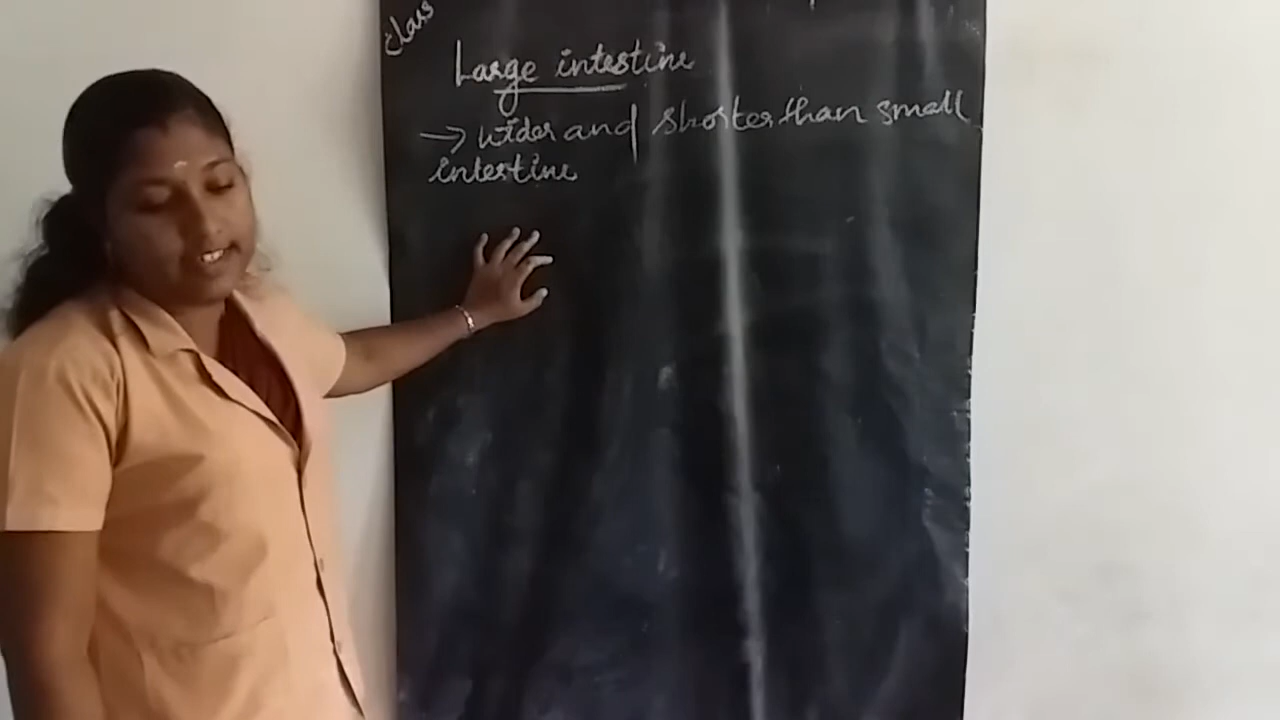 class
Large intestine
→ wider and shorter than small
intestine